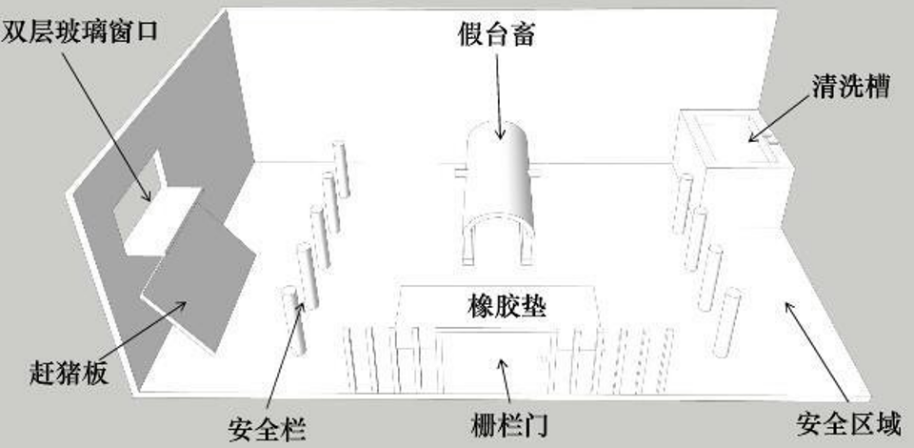 双层玻璃窗口
假台畜
清洗槽
橡胶垫
赶猪板
安全栏
栅栏门
安全区域